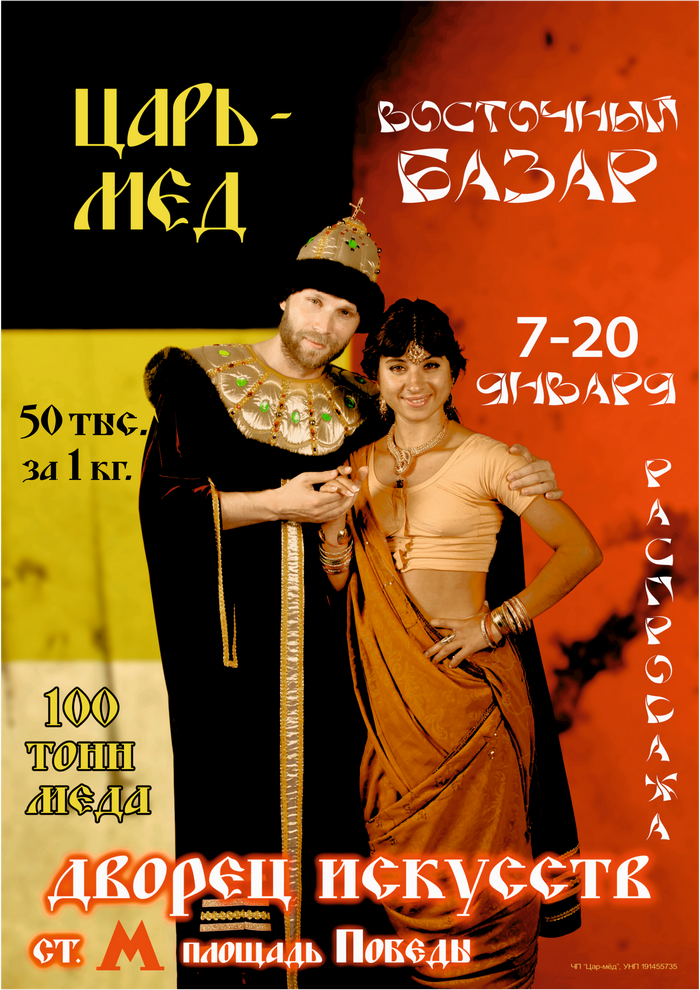 ЦАРЬ-
МЕД
ВОСТОЧНЫЙ
БАЗАР
7-20
ЯНВАРЯ
50 тыс.
за 1 кг.
РАСПРОДАЖА
100
ТОНН
МЕДА
ДВОРЕЦ ИСКУССТВ
ст. М площадь Победы
ЧП "Цар-мёд", УНП 191455735